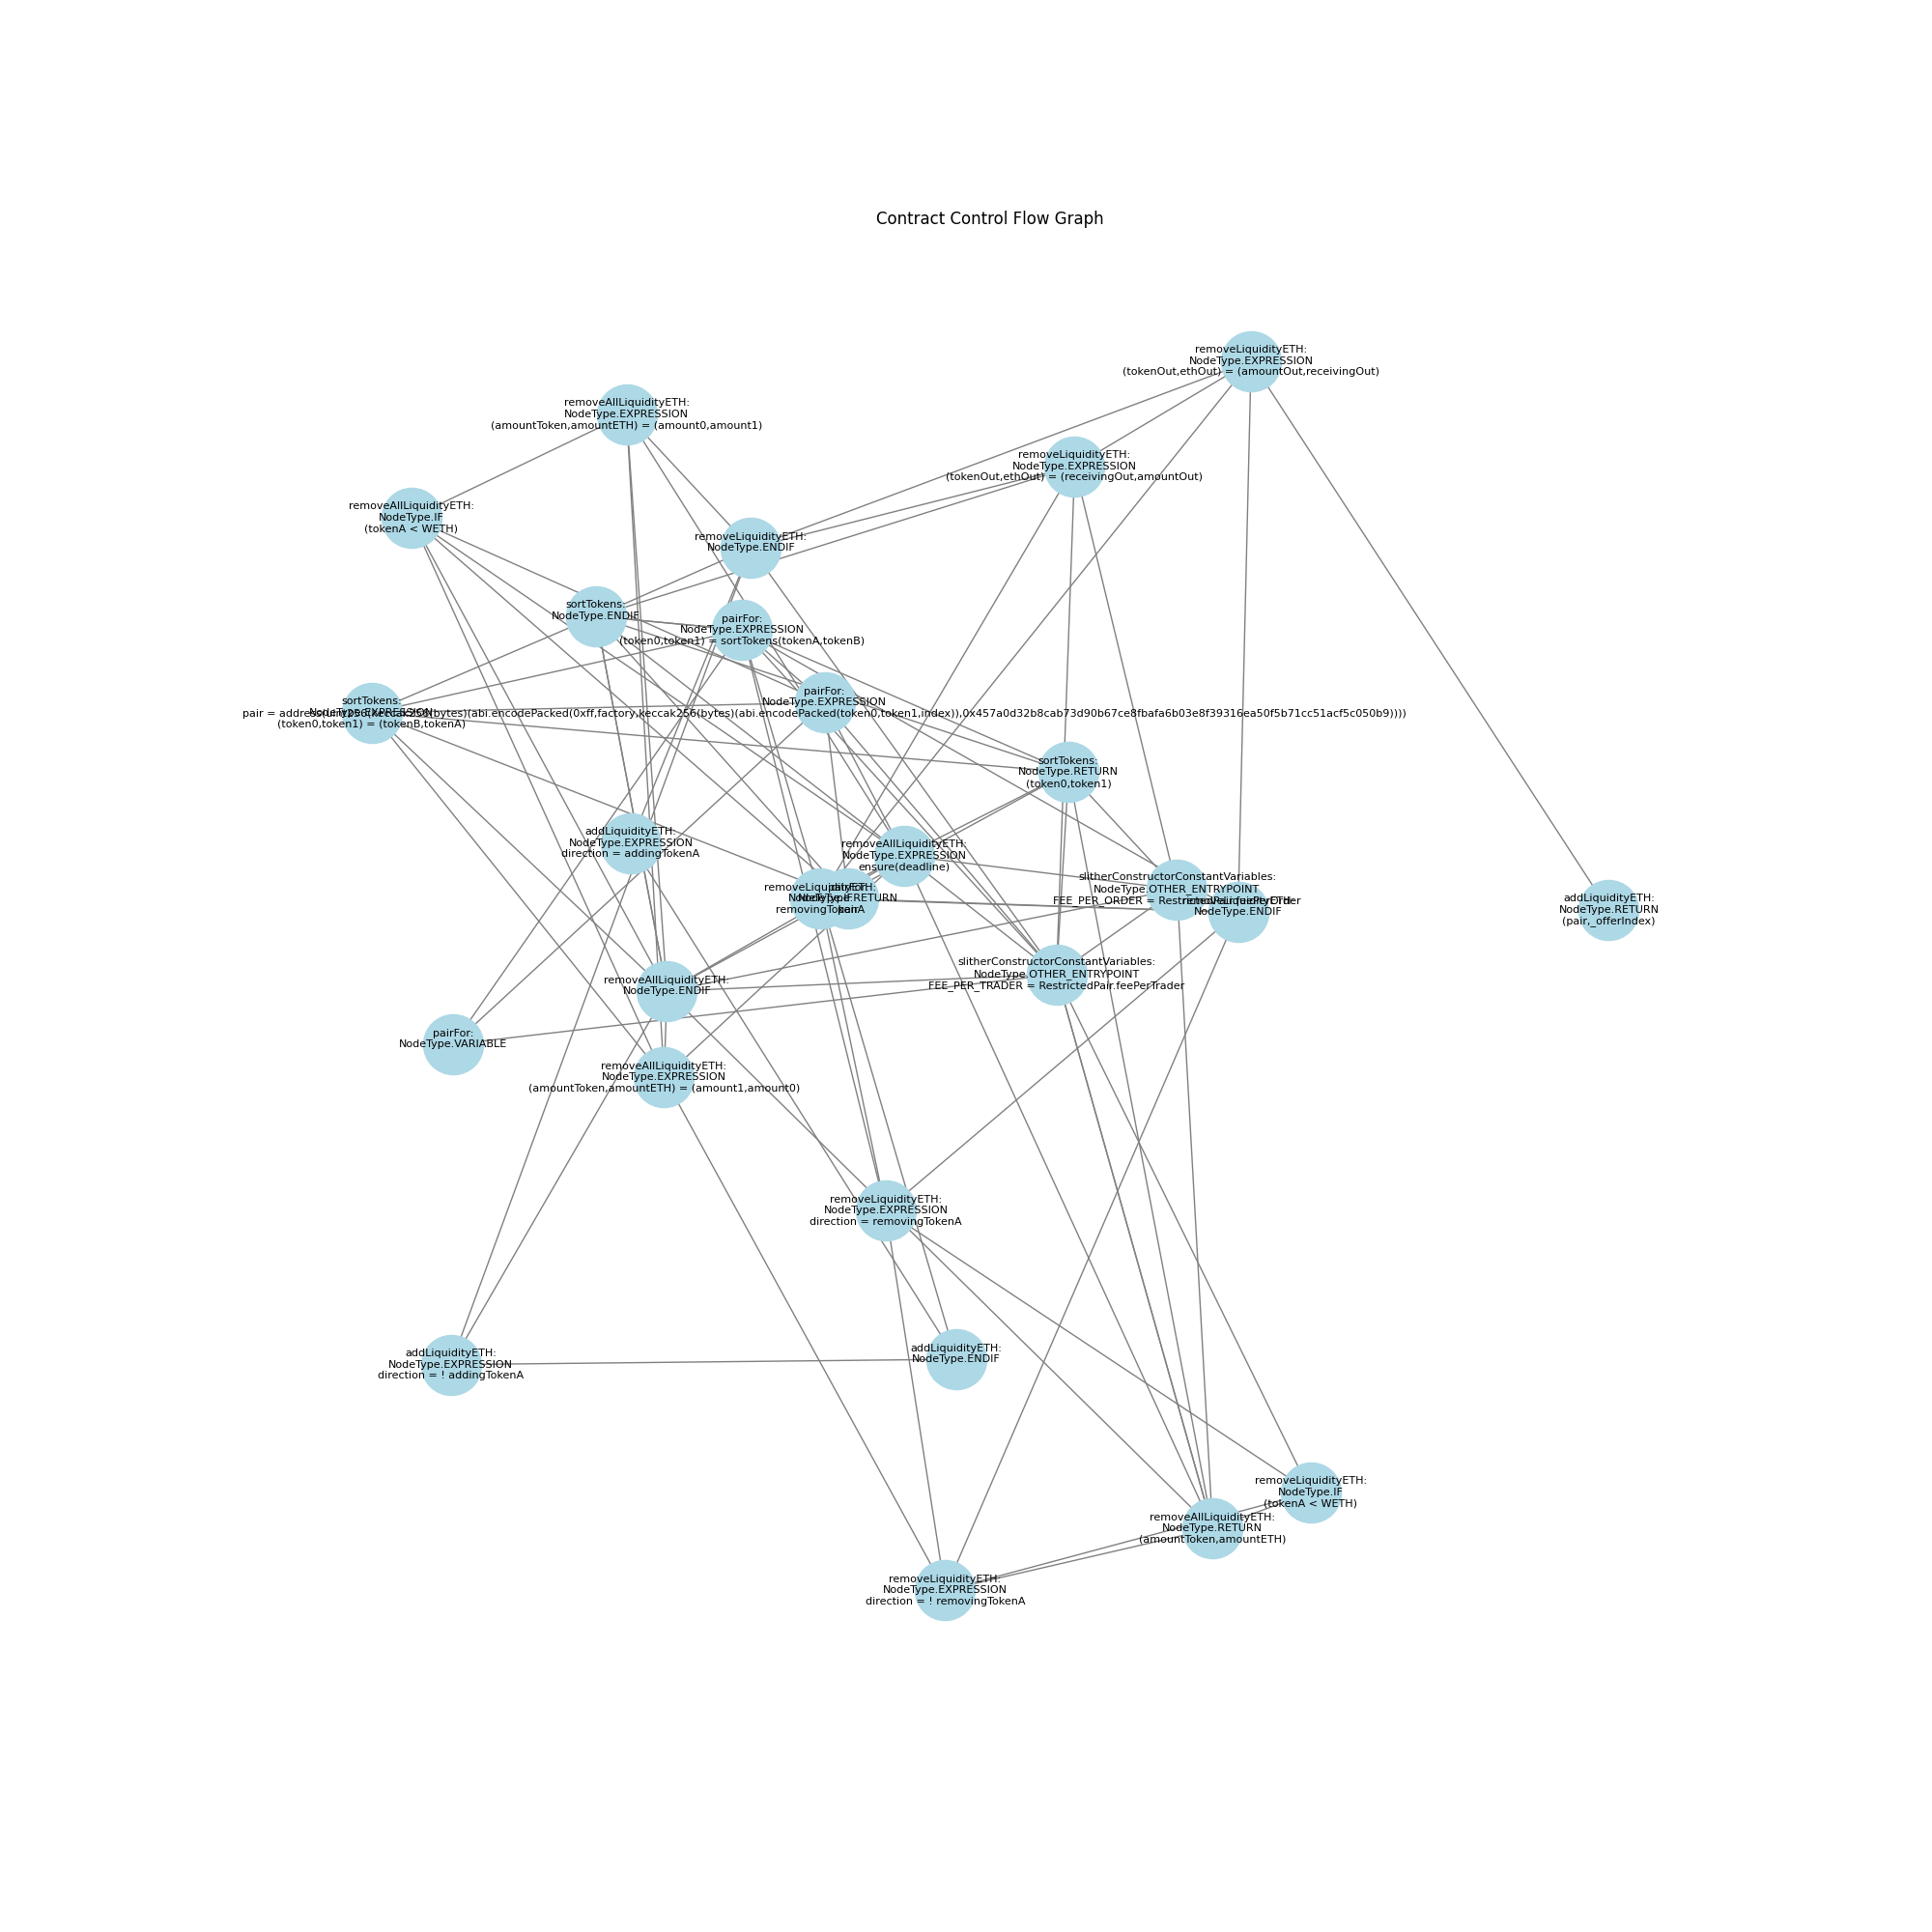 Contract Control Flow Graph
removeLiquidityETH:
NodeType.EXPRESSION
(tokenOut,ethOut) = (amountOut,receivingOut)
removeAllLiquidityETH:
NodeType.EXPRESSION
(amountToken,amountETH) = (amount0,amount1)
removeLiquidityETH:
NodeType.EXPRESSION
(tokenOut,ethOut) = (receivingOut,amountOut)
removeAllLiquidityETH:
NodeType.IF
(tokenA < WETH)
removeLiquidityETH:
NodeType.ENDIF
sortTokens:
NodeType.ENDIF
pairFor:
NodeType.EXPRESSION
(token0,token1) = sortTokens(tokenA,tokenB)
pairFor:
NodeType.EXPRESSION
pair = address(uint256(keccak256(bytes)(abi.encodePacked(0xff,factory,keccak256(bytes)(abi.encodePacked(token0,token1,index)),0x457a0d32b8cab73d90b67ce8fbafa6b03e8f39316ea50f5b71cc51acf5c050b9))))
sortTokens:
NodeType.EXPRESSION
(token0,token1) = (tokenB,tokenA)
sortTokens:
NodeType.RETURN
(token0,token1)
addLiquidityETH:
NodeType.EXPRESSION
direction = addingTokenA
removeAllLiquidityETH:
NodeType.EXPRESSION
ensure(deadline)
removeLiquidityETH:
NodeType.IF
removingTokenA
pairFor:
NodeType.RETURN
pair
slitherConstructorConstantVariables:
NodeType.OTHER_ENTRYPOINT
FEE_PER_ORDER = RestrictedPair.feePerOrder
removeLiquidityETH:
NodeType.ENDIF
addLiquidityETH:
NodeType.RETURN
(pair,_offerIndex)
slitherConstructorConstantVariables:
NodeType.OTHER_ENTRYPOINT
FEE_PER_TRADER = RestrictedPair.feePerTrader
removeAllLiquidityETH:
NodeType.ENDIF
pairFor:
NodeType.VARIABLE
removeAllLiquidityETH:
NodeType.EXPRESSION
(amountToken,amountETH) = (amount1,amount0)
removeLiquidityETH:
NodeType.EXPRESSION
direction = removingTokenA
addLiquidityETH:
NodeType.EXPRESSION
direction = ! addingTokenA
addLiquidityETH:
NodeType.ENDIF
removeLiquidityETH:
NodeType.IF
(tokenA < WETH)
removeAllLiquidityETH:
NodeType.RETURN
(amountToken,amountETH)
removeLiquidityETH:
NodeType.EXPRESSION
direction = ! removingTokenA